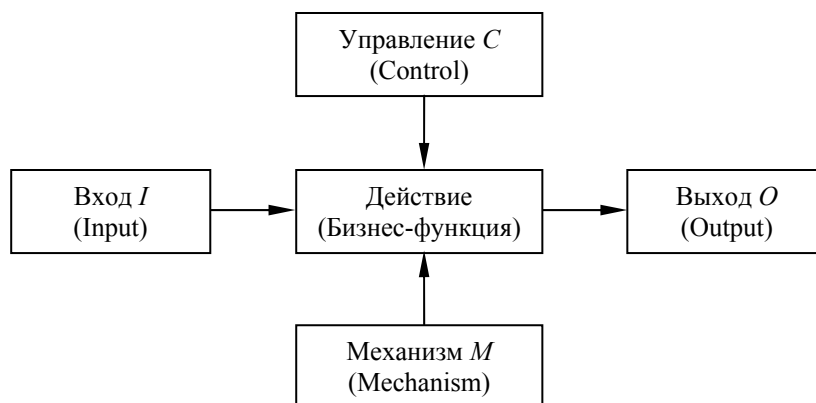 Управление C
(Control)
Вход I
(Input)
Действие
(Бизнес-функция)
Выход O
(Output)
Механизм M
(Mechanism)